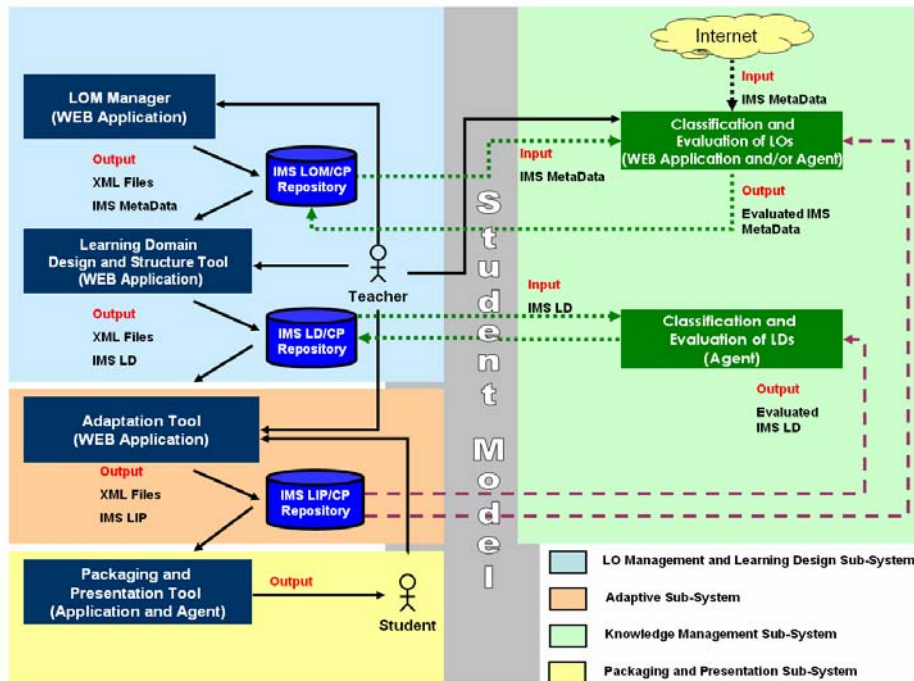 Internet
Input
IMS MetaData
LOM Manager
(WEB Application)
Output
XML Files
IMS MetaData
IMS LOM/CP
Repository
Input
IMS MetaData
Classification and
Evaluation of LOs
(WEB Application and/or Agent)
Output
Evaluated IMS
MetaData
Learning Domain
Design and Structure Tool
(WEB Application)
Teacher
Output
XML Files
IMS LD
IMS LD/CP
Repository
Input
IMS LD
Classification and
Evaluation of LDs
(Agent)
Output
Evaluated
IMS LD
Student Model
Adaptation Tool
(WEB Application)
Output
XML Files
IMS LIP
IMS LIP/CP
Repository
Packaging and
Presentation Tool
(Application and Agent)
Output
Student
LO Management and Learning Design Sub-System
Adaptive Sub-System
Knowledge Management Sub-System
Packaging and Presentation Sub-System